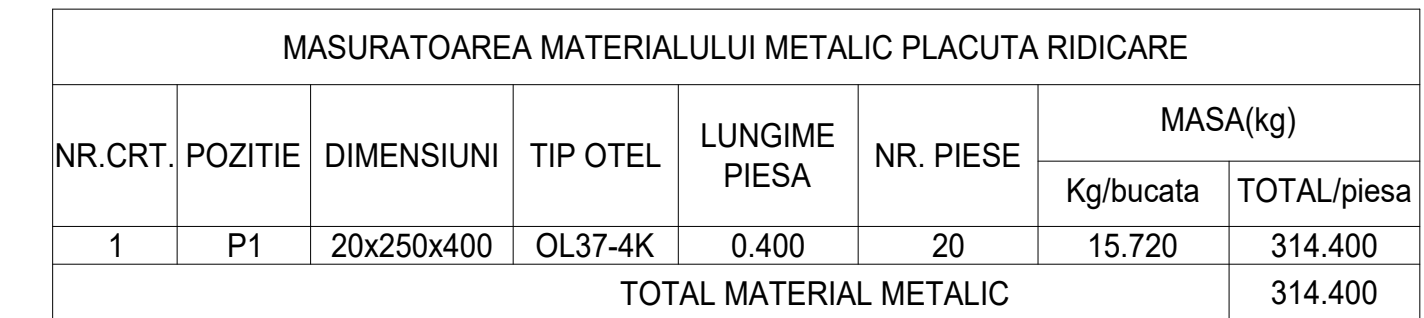 MASURATOAREA MATERIALULUI METALIC PLACUTA RIDICARE
NR.CRT. POZITIE DIMENSIUNI TIP OTEL LUNGIME PIESA NR. PIESE MASA(kg)
Kg/bucata TOTAL/piesa
1 P1 20x250x400 OL37-4K 0.400 20 15.720 314.400
TOTAL MATERIAL METALIC 314.400